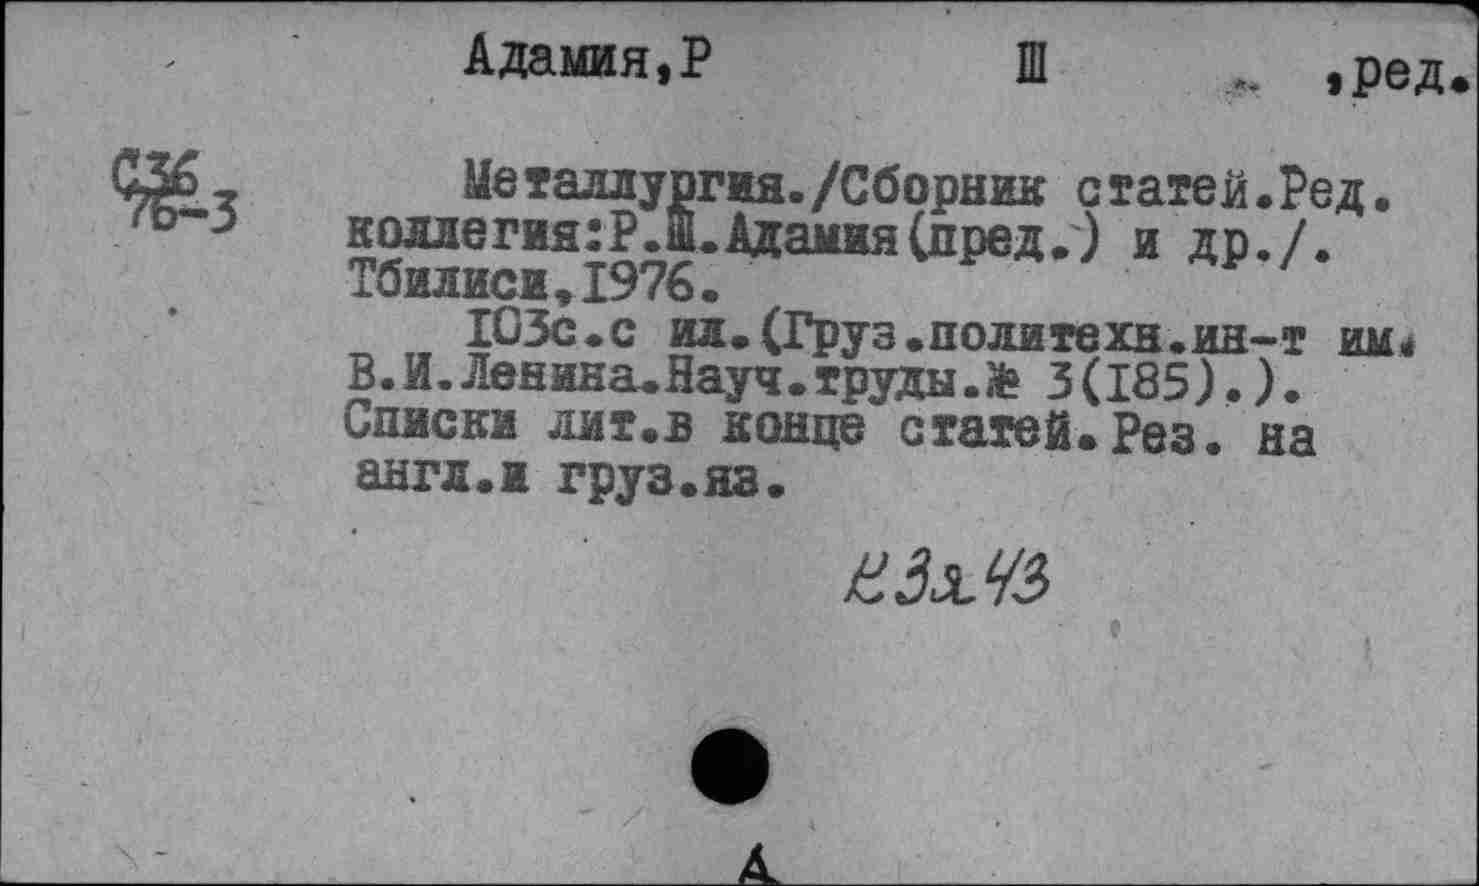 Адамия,Р Ш ,ред.
С36
76-3
Металлургия./Сборник статей.Ред.
коллегия:Р.Ш.Адамия(пред.) и др./.
Тбилиси,1976.
103с.с ил.(Груз.политехн.ин-т им.
В.И.Ленина.Науч.труды.№ 3(185).).
Списки лит.в конце статей.Рез. на
англ.и груз.яз.
К3я43
А